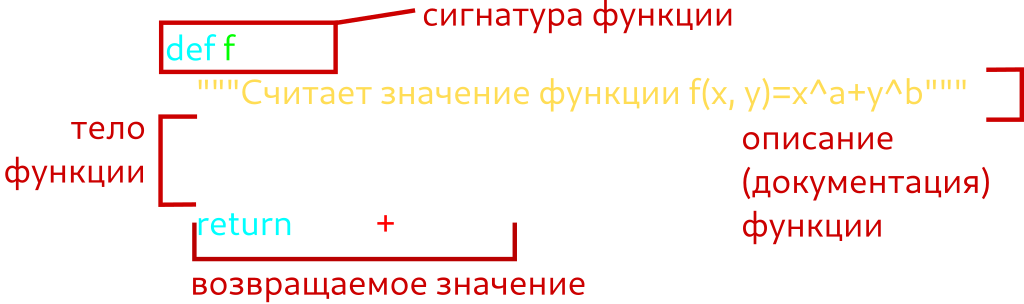 сигнатура функции
def f
"""Считает значение функции f(x, y)=x^a+y^b"""
тело
функции
описание
(документация)
функции
return +
возвращаемое значение